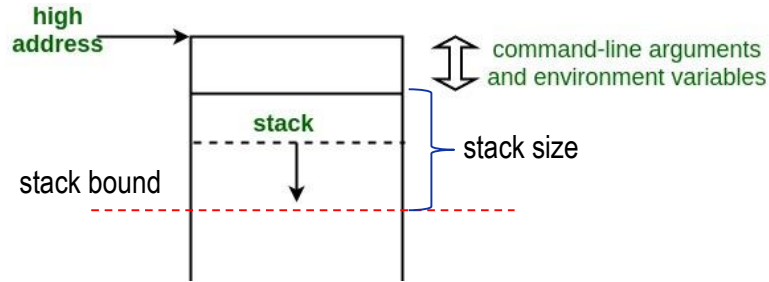 high
address
command-line arguments
and environment variables
stack
stack size
stack bound